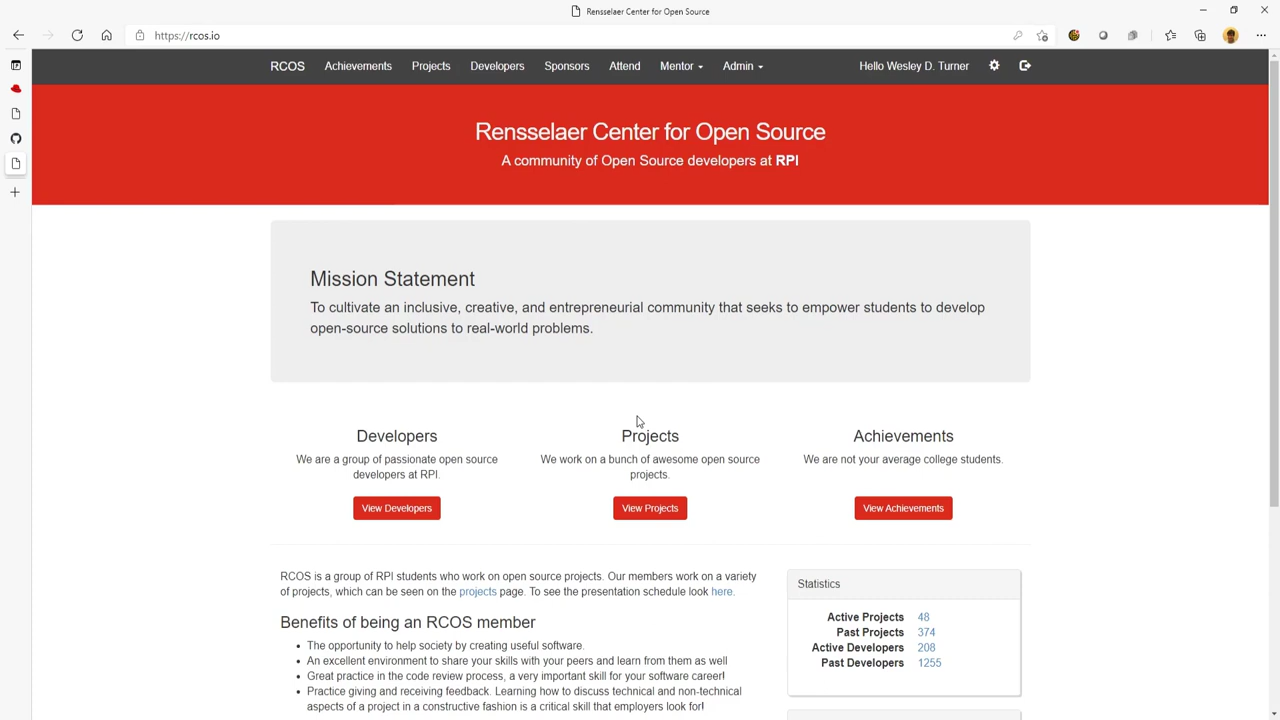 Rensselaer Center for Open Source
https://rcos.io
RCOS Achievements Projects Developers Sponsors Attend Mentor Admin Hello Wesley D. Turner
Rensselaer Center for Open Source
A community of Open Source developers at RPI
Mission Statement
To cultivate an inclusive, creative, and entrepreneurial community that seeks to empower students to develop
open-source solutions to real-world problems.
Developers
We are a group of passionate open source
developers at RPI.
View Developers
Projects
We work on a bunch of awesome open source
projects.
View Projects
Achievements
We are not your average college students.
View Achievements
RCOS is a group of RPI students who work on open source projects. Our members work on a variety
of projects, which can be seen on the projects page. To see the presentation schedule look here.
Benefits of being an RCOS member
• The opportunity to help society by creating useful software.
• An excellent environment to share your skills with your peers and learn from them as well
• Great practice in the code review process, a very important skill for your software career!
• Practice giving and receiving feedback. Learning how to discuss technical and non-technical
aspects of a project in a constructive fashion is a critical skill that employers look for!
Statistics
Active Projects 48
Past Projects 374
Active Developers 208
Past Developers 1255